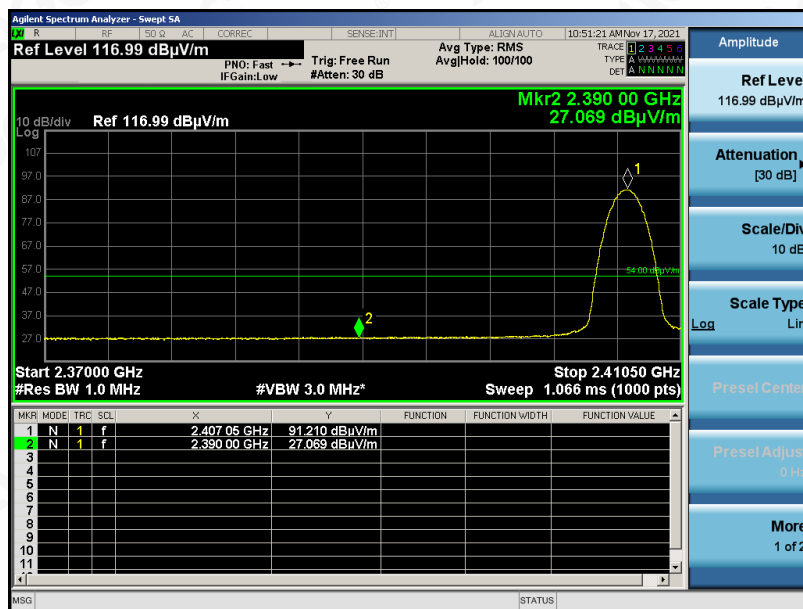 Agilent Spectrum Analyzer - Swept SA
LXI R RF 50 Ω AC CORREC SENSE:INT ALIGN AUTO 10:51:21 AM Nov 17, 2021
Ref Level 116.99 dBµV/m
PNO: Fast
IFGain:Low
Trig: Free Run
#Atten: 30 dB
Avg Type: RMS
Avg|Hold: 100/100
TRACE 1 2 3 4 5 6
TYPE A WWWWW
DET A N N N N N
Mkr2 2.390 00 GHz
27.069 dBµV/m
10 dB/div Ref 116.99 dBµV/m
Log
107
97.0
87.0
77.0
67.0
57.0
47.0
37.0
27.0
1
54.00 dBµV/m
2
Start 2.37000 GHz Stop 2.41050 GHz
#Res BW 1.0 MHz #VBW 3.0 MHz* Sweep 1.066 ms (1000 pts)
MKR MODE TRC SCL X Y FUNCTION FUNCTION WIDTH FUNCTION VALUE
1 N 1 f 2.407 05 GHz 91.210 dBµV/m
2 N 1 f 2.390 00 GHz 27.069 dBµV/m
3
4
5
6
7
8
9
10
11
MSG STATUS
Amplitude
Ref Leve
116.99 dBµV/m
Attenuation
[30 dB]
Scale/Div
10 dB
Scale Type
Log Lin
Presel Center
Presel Adjus
0 H
More
1 of 2